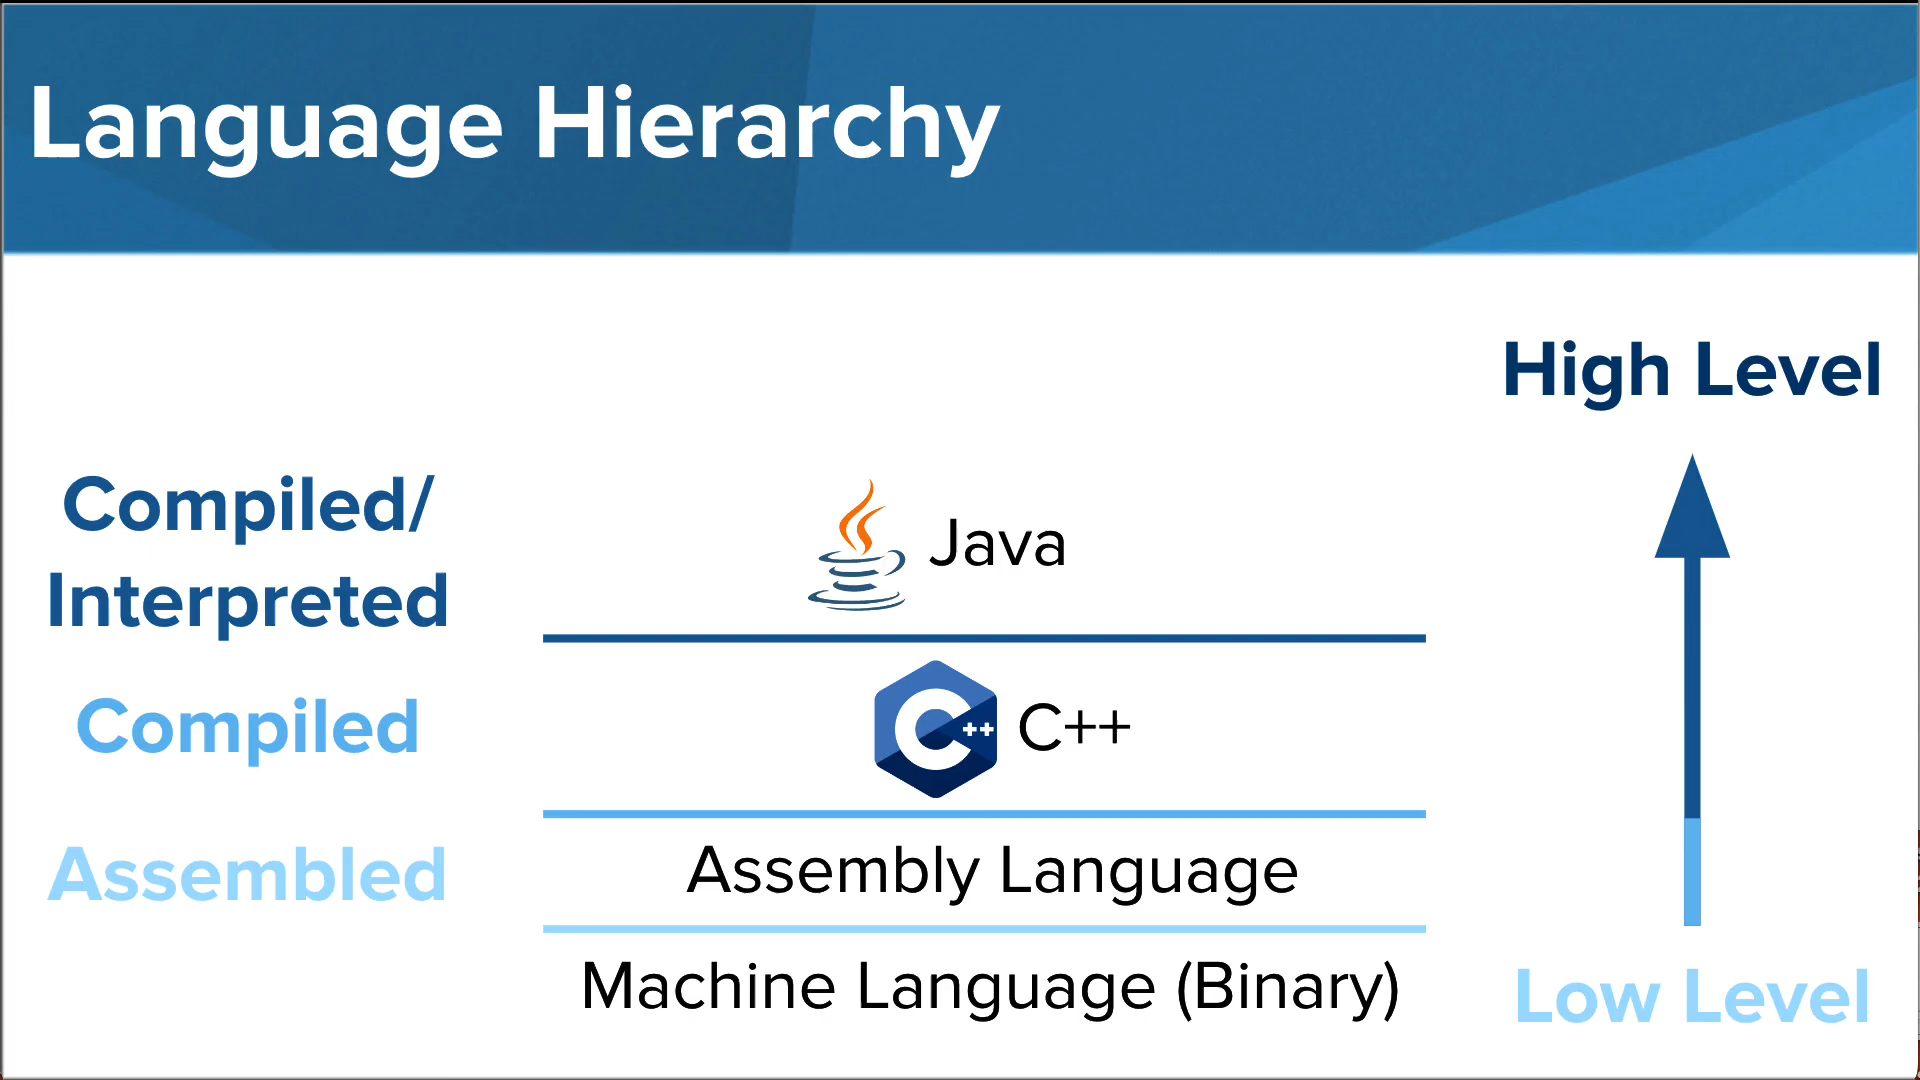 Language Hierarchy
High Level
Compiled/
Interpreted
Java
Compiled
C++
C++
Assembled
Assembly Language
Machine Language (Binary)
Low Level